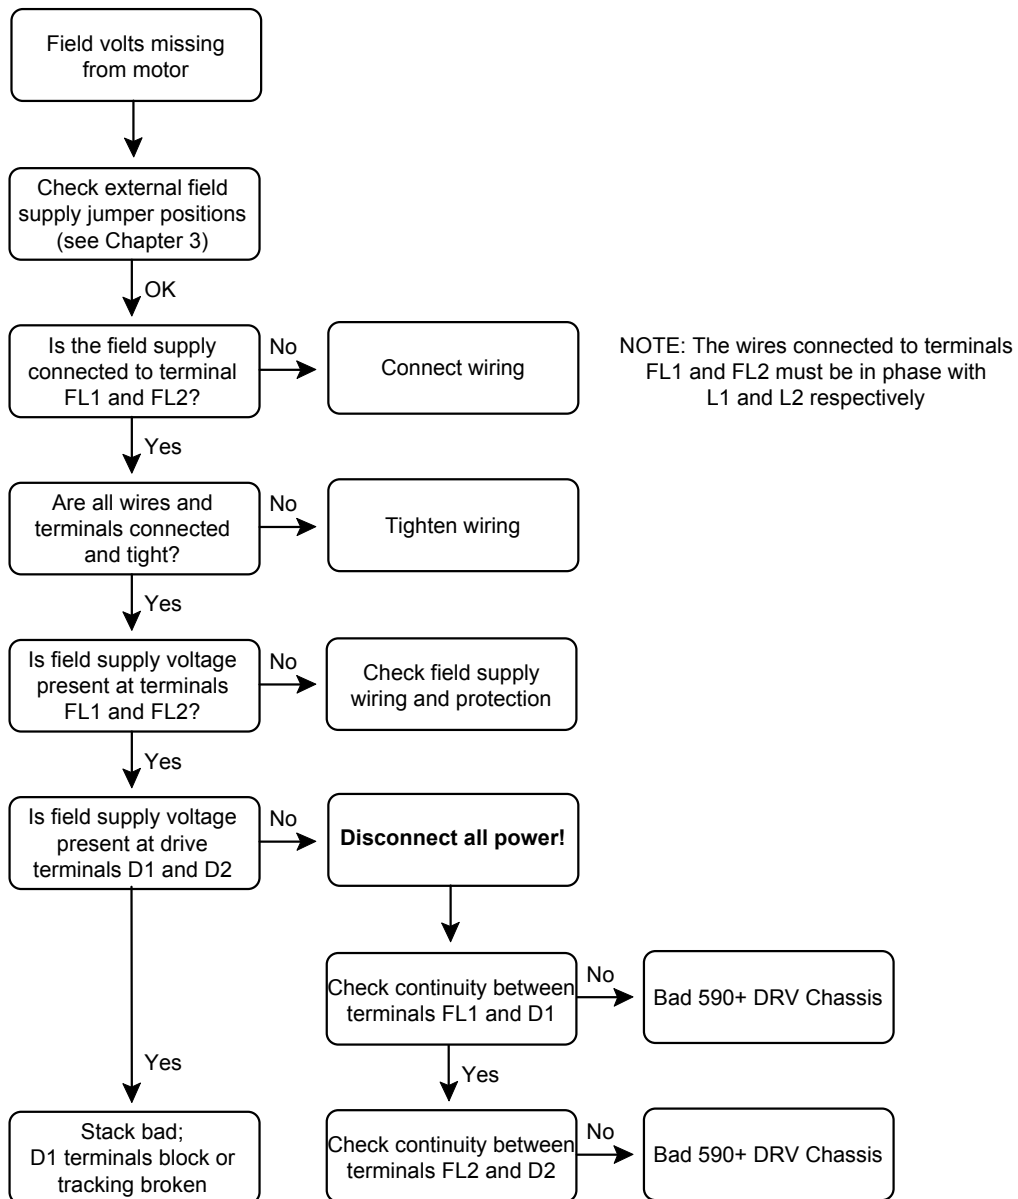 Field volts missing
from motor
Check external field
supply jumper positions
(see Chapter 3)
OK
Is the field supply
connected to terminal
FL1 and FL2?
No
Connect wiring
NOTE: The wires connected to terminals
FL1 and FL2 must be in phase with
L1 and L2 respectively
Yes
Are all wires and
terminals connected
and tight?
No
Tighten wiring
Yes
Is field supply voltage
present at terminals
FL1 and FL2?
No
Check field supply
wiring and protection
Yes
Is field supply voltage
present at drive
terminals D1 and D2
No
Disconnect all power!
Check continuity between
terminals FL1 and D1
No
Bad 590+ DRV Chassis
Yes
Yes
Stack bad;
D1 terminals block or
tracking broken
Check continuity between
terminals FL2 and D2
No
Bad 590+ DRV Chassis